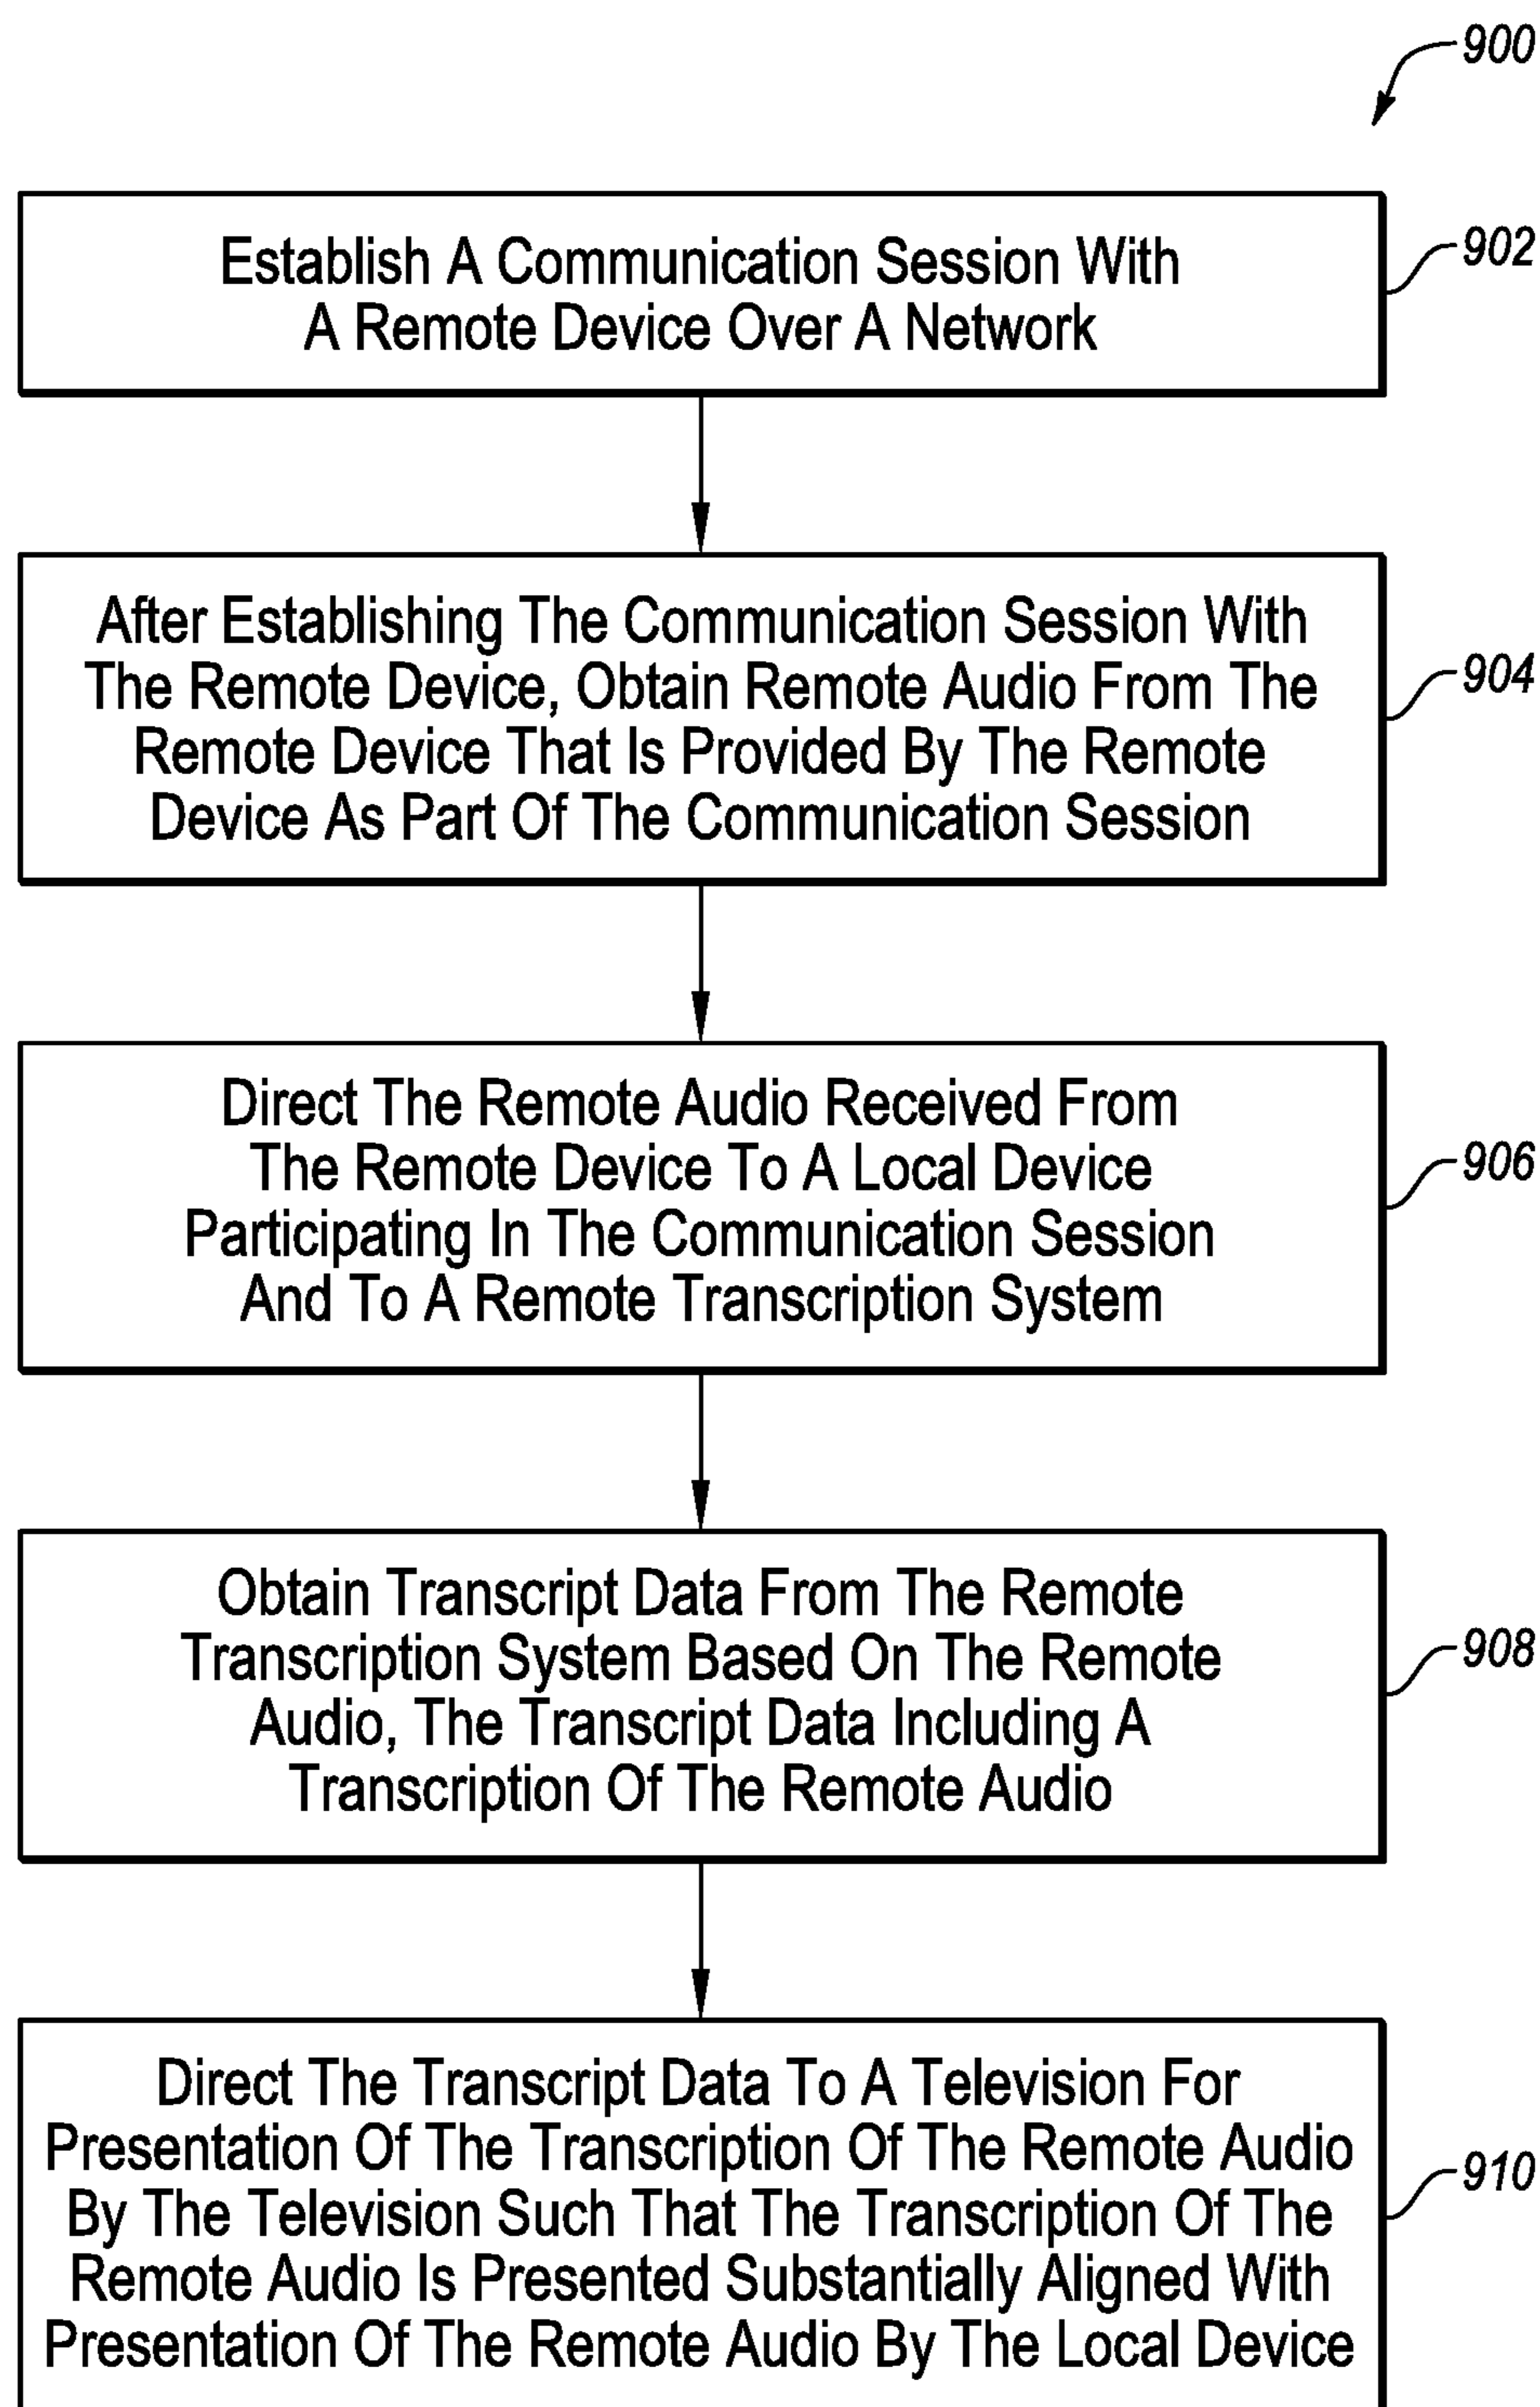 900
Establish A Communication Session With
A Remote Device Over A Network
902
After Establishing The Communication Session With
The Remote Device, Obtain Remote Audio From The
Remote Device That Is Provided By The Remote
Device As Part Of The Communication Session
904
Direct The Remote Audio Received From
The Remote Device To A Local Device
Participating In The Communication Session
And To A Remote Transcription System
906
Obtain Transcript Data From The Remote
Transcription System Based On The Remote
Audio, The Transcript Data Including A
Transcription Of The Remote Audio
908
Direct The Transcript Data To A Television For
Presentation Of The Transcription Of The Remote Audio
By The Television Such That The Transcription Of The
Remote Audio Is Presented Substantially Aligned With
Presentation Of The Remote Audio By The Local Device
910